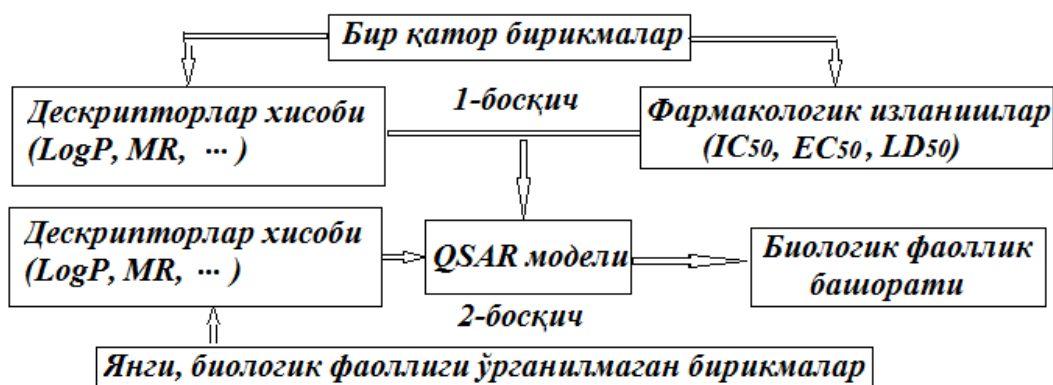 Бир қатор бирикмалар
1-босқич
Дескрипторлар хисоби
(LogP, MR, ··· )
Фармакологик изланишлар
(IC50, EC50, LD50)
Дескрипторлар хисоби
(LogP, MR, ··· )
QSAR модели
Биологик фаоллик
башорати
2-босқич
Янги, биологик фаоллиги ўрганилмаган бирикмалар